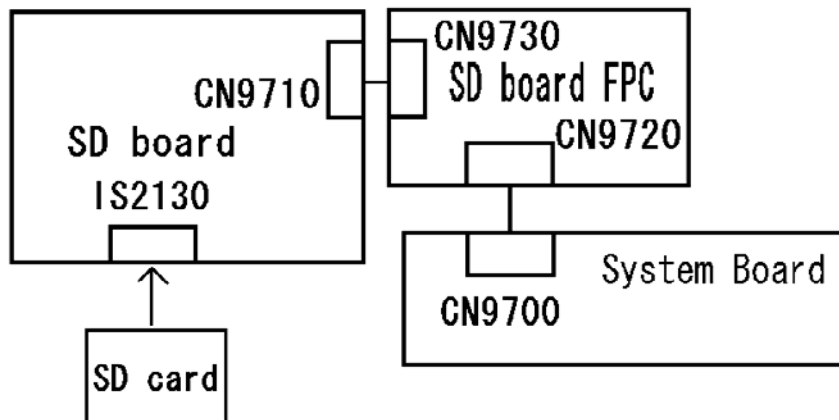 CN9730
SD board FPC
CN9710
CN9720
SD board
IS2130
System Board
CN9700
SD card